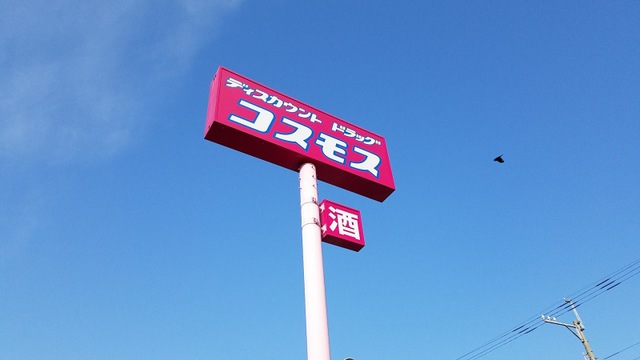 ディスカウント ドラッグ
コスモス
酒